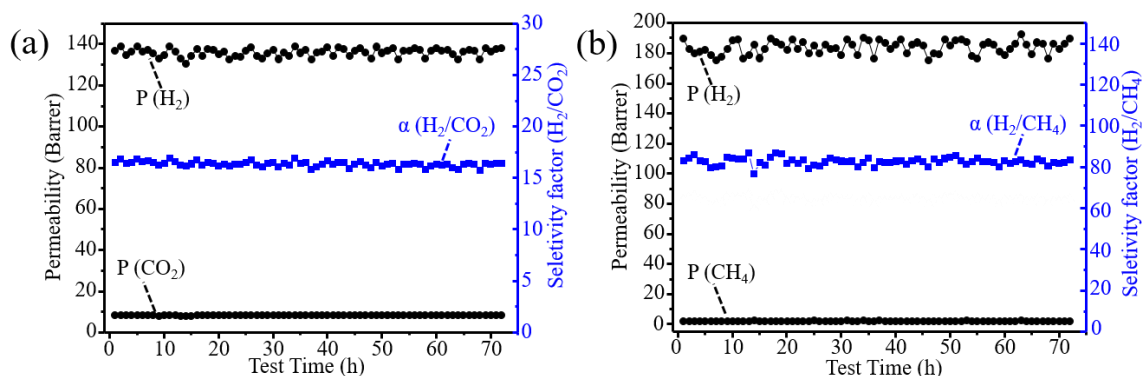 (a)
Permeability (Barrer)
140
120
100
80
60
40
20
0
P (H₂)
α (H₂/CO₂)
P (CO₂)
30
25
20
15
10
5
0
Seletivity factor (H₂/CO₂)
0 10 20 30 40 50 60 70
Test Time (h)
(b)
Permeability (Barrer)
200
180
160
140
120
100
80
60
40
20
0
P (H₂)
α (H₂/CH₄)
P (CH₄)
140
120
100
80
60
40
20
0
Seletivity factor (H₂/CH₄)
0 10 20 30 40 50 60 70
Test Time (h)